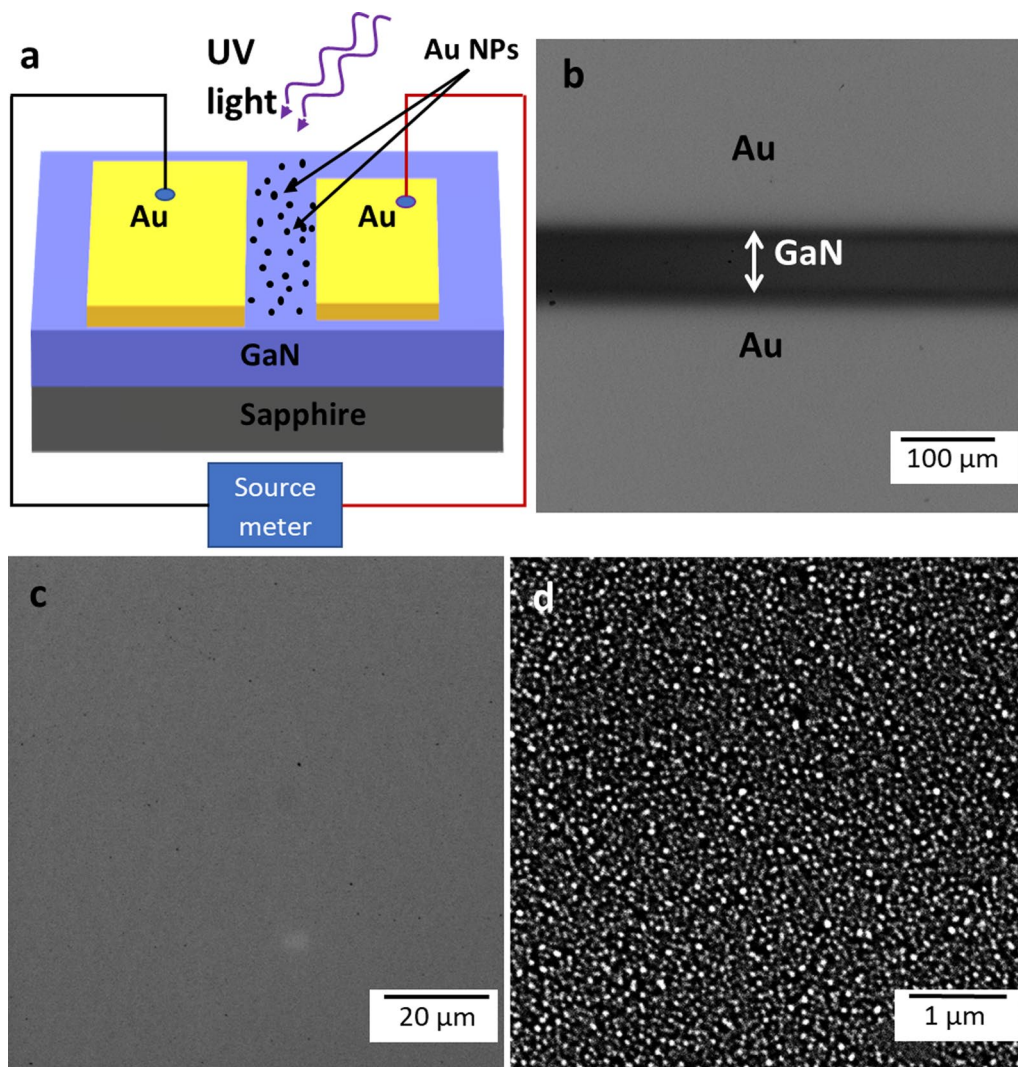 a
UV
light
Au NPs
Au
Au
GaN
Sapphire
Source
meter
b
Au
GaN
Au
100 μm
c
20 μm
d
1 μm